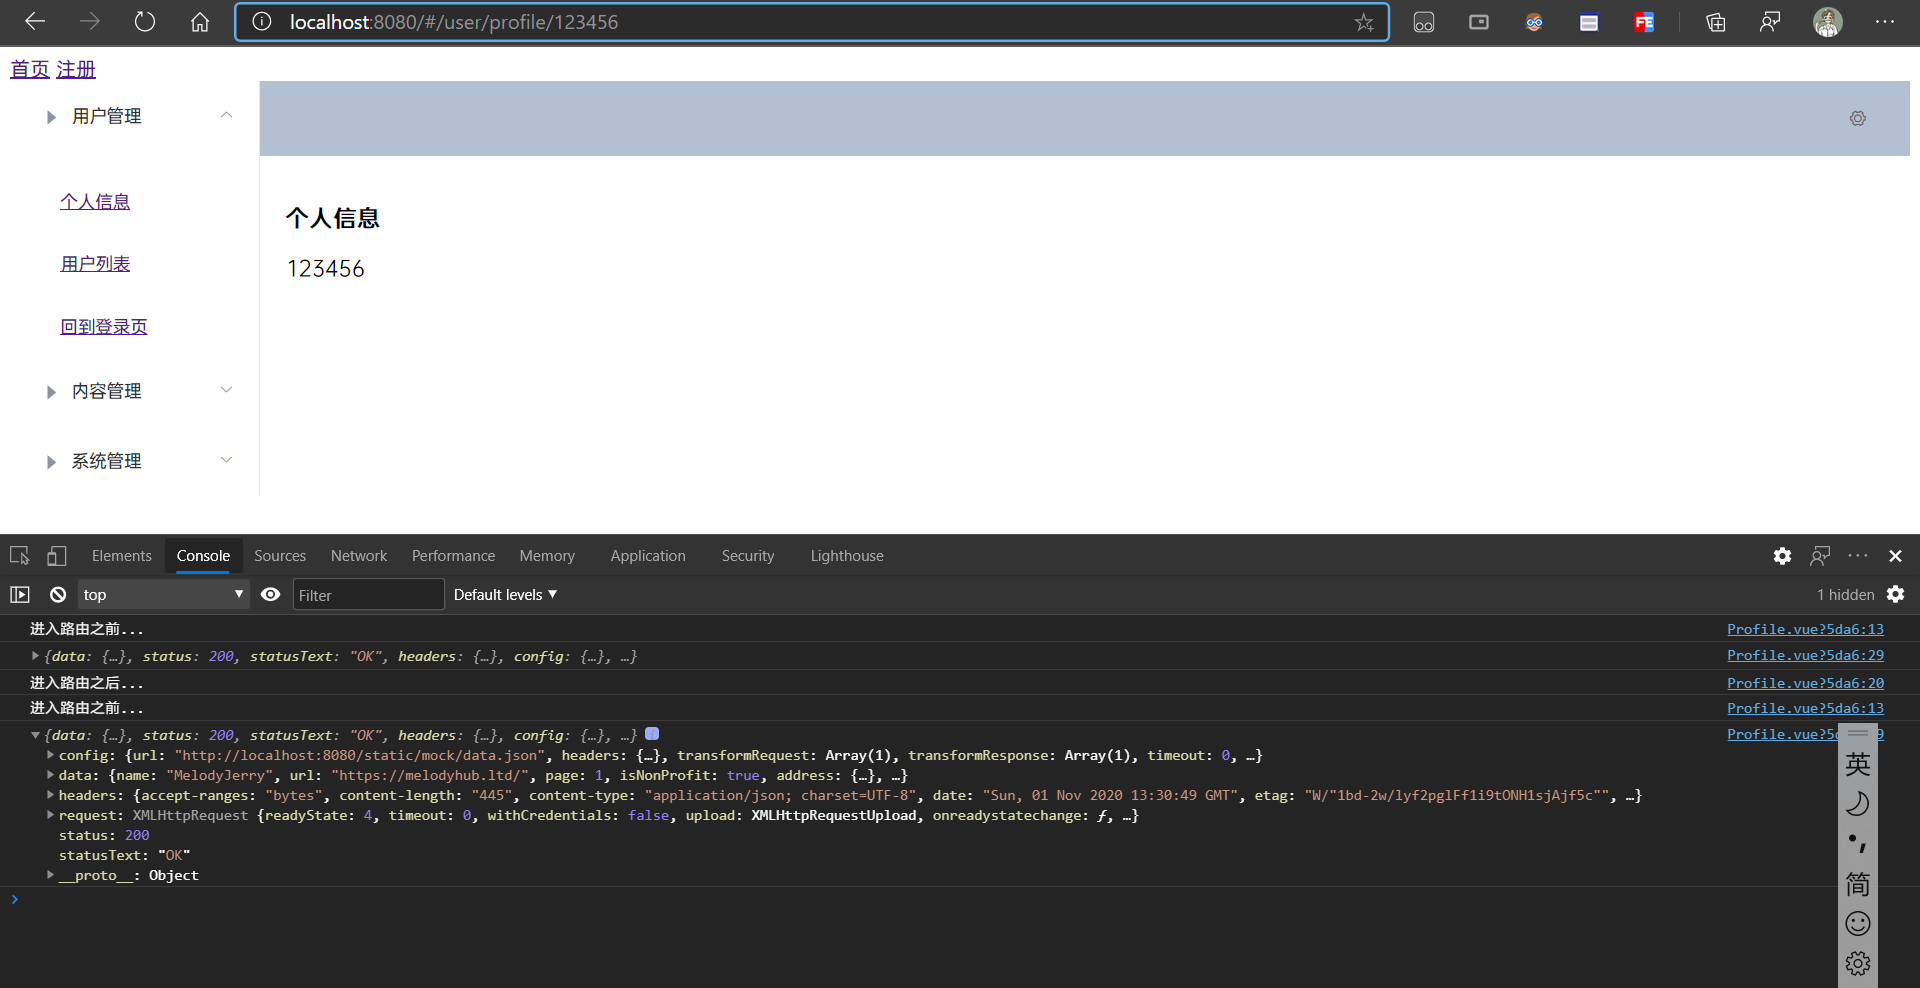 localhost:8080/#/user/profile/123456
FE
首页 注册
用户管理
个人信息
用户列表
回到登录页
内容管理
系统管理
个人信息
123456
Elements Console Sources Network Performance Memory Application Security Lighthouse
top Filter Default levels 1 hidden
进入路由之前... Profile.vue?5da6:13
{data: {…}, status: 200, statusText: "OK", headers: {…}, config: {…}, …} Profile.vue?5da6:29
进入路由之后... Profile.vue?5da6:20
进入路由之前... Profile.vue?5da6:13
{data: {…}, status: 200, statusText: "OK", headers: {…}, config: {…}, …} Profile.vue?5d 9
config: {url: "http://localhost:8080/static/mock/data.json", headers: {…}, transformRequest: Array(1), transformResponse: Array(1), timeout: 0, …}
data: {name: "MelodyJerry", url: "https://melodyhub.ltd/", page: 1, isNonProfit: true, address: {…}, …}
headers: {accept-ranges: "bytes", content-length: "445", content-type: "application/json; charset=UTF-8", date: "Sun, 01 Nov 2020 13:30:49 GMT", etag: "W/"1bd-2w/lyf2pglFf1i9tONH1sjAjf5c"", …}
request: XMLHttpRequest {readyState: 4, timeout: 0, withCredentials: false, upload: XMLHttpRequestUpload, onreadystatechange: ƒ, …}
status: 200
statusText: "OK"
__proto__: Object
英
简